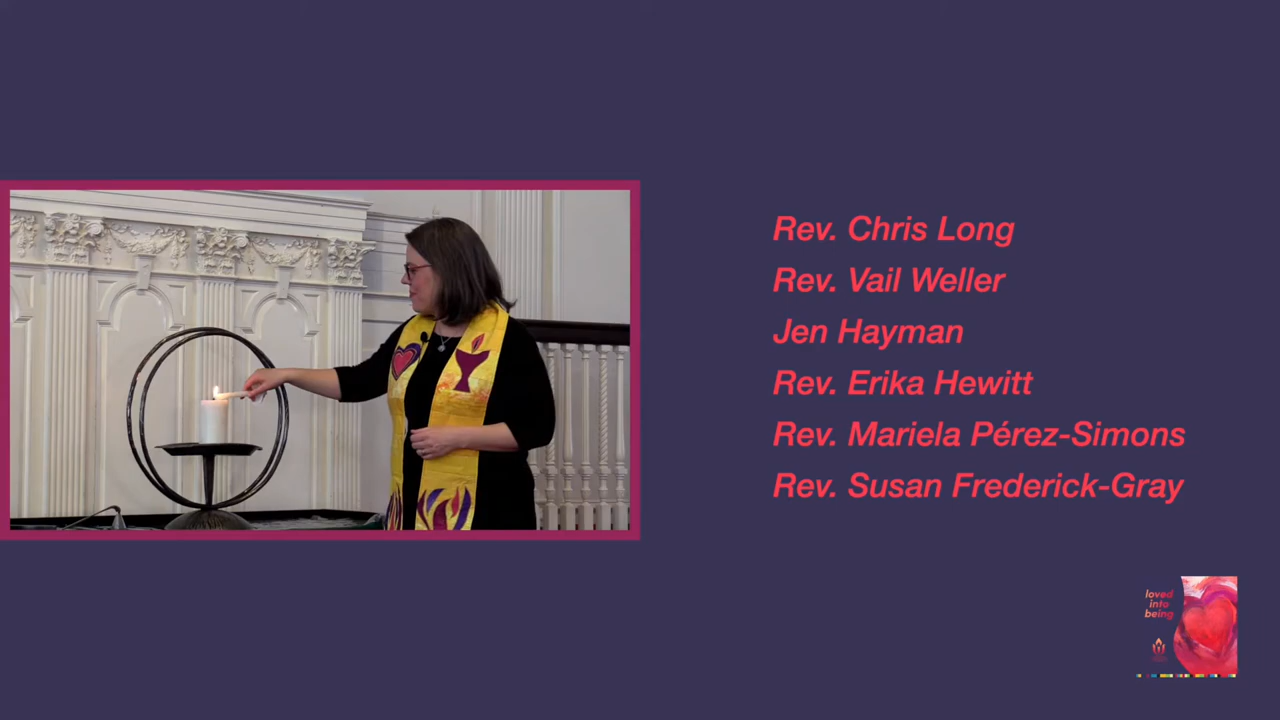 Rev. Chris Long
Rev. Vail Weller
Jen Hayman
Rev. Erika Hewitt
Rev. Mariela Pérez-Simons
Rev. Susan Frederick-Gray
loved
into
being